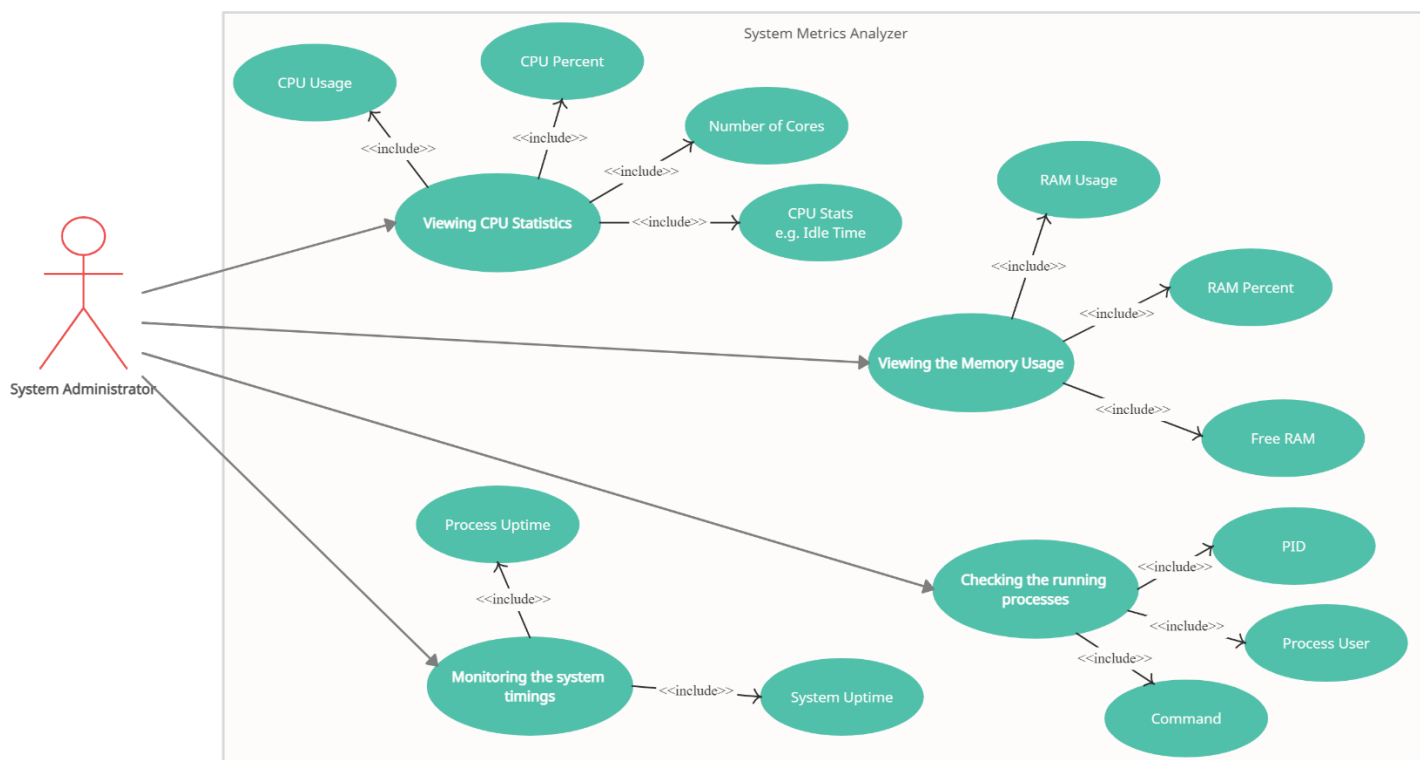 System Metrics Analyzer
CPU Usage
CPU Percent
Number of Cores
CPU Stats
e.g. Idle Time
<<include>>
<<include>>
<<include>>
<<include>>
Viewing CPU Statistics
RAM Usage
RAM Percent
Free RAM
<<include>>
<<include>>
<<include>>
Viewing the Memory Usage
System Administrator
Process Uptime
<<include>>
Monitoring the system
timings
<<include>>
System Uptime
Checking the running
processes
<<include>>
PID
<<include>>
Process User
<<include>>
Command